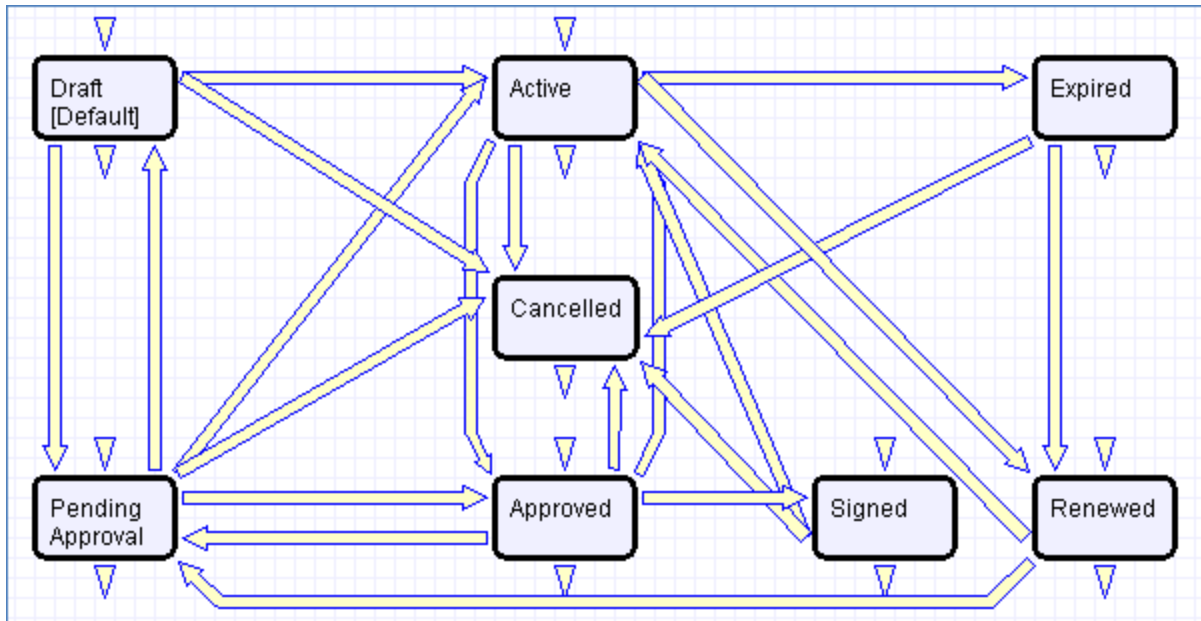 Draft
[Default]
Active
Expired
Cancelled
Pending
Approval
Approved
Signed
Renewed